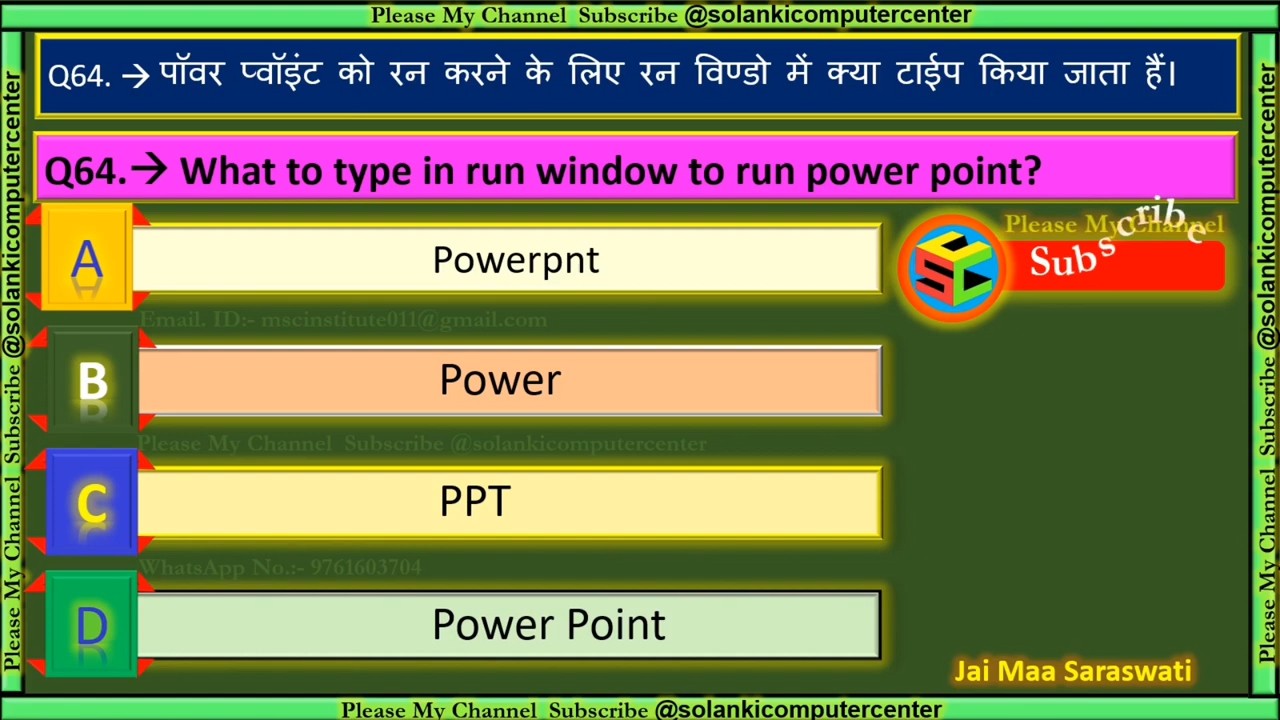 Please My Channel Subscribe @solankicomputercenter
Q64. → पॉवर प्वॉइंट को रन करने के लिए रन विण्डो में क्या टाईप किया जाता हैं।
Q64.→ What to type in run window to run power point?
A
Powerpnt
Please My Channel
Subscribe
SCC
Email. ID:- mscinstitute011@gmail.com
B
Power
Please My Channel Subscribe @solankicomputercenter
C
PPT
WhatsApp No.:- 9761603704
D
Power Point
Jai Maa Saraswati
Please My Channel Subscribe @solankicomputercenter
Please My Channel Subscribe @solankicomputercenter
Please My Channel Subscribe @solankicomputercenter